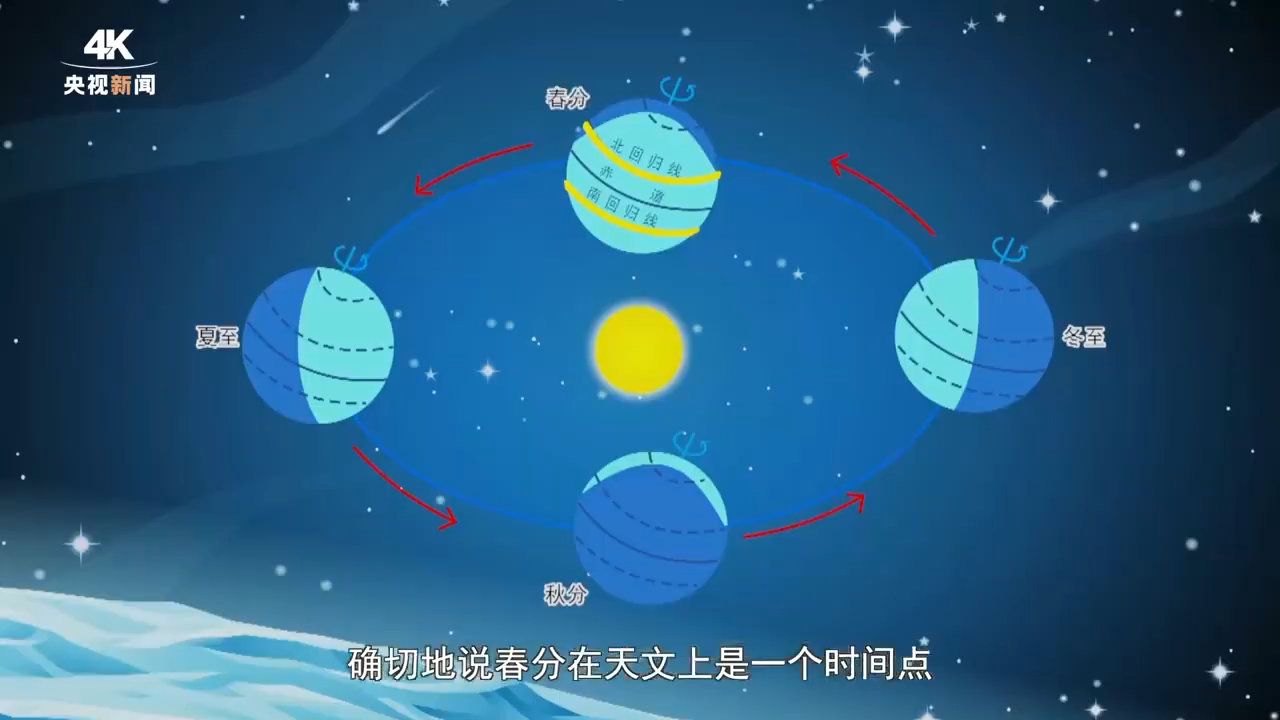 4K
央视新闻
春分
北回归线
赤道
南回归线
夏至
冬至
秋分
确切地说春分在天文上是一个时间点